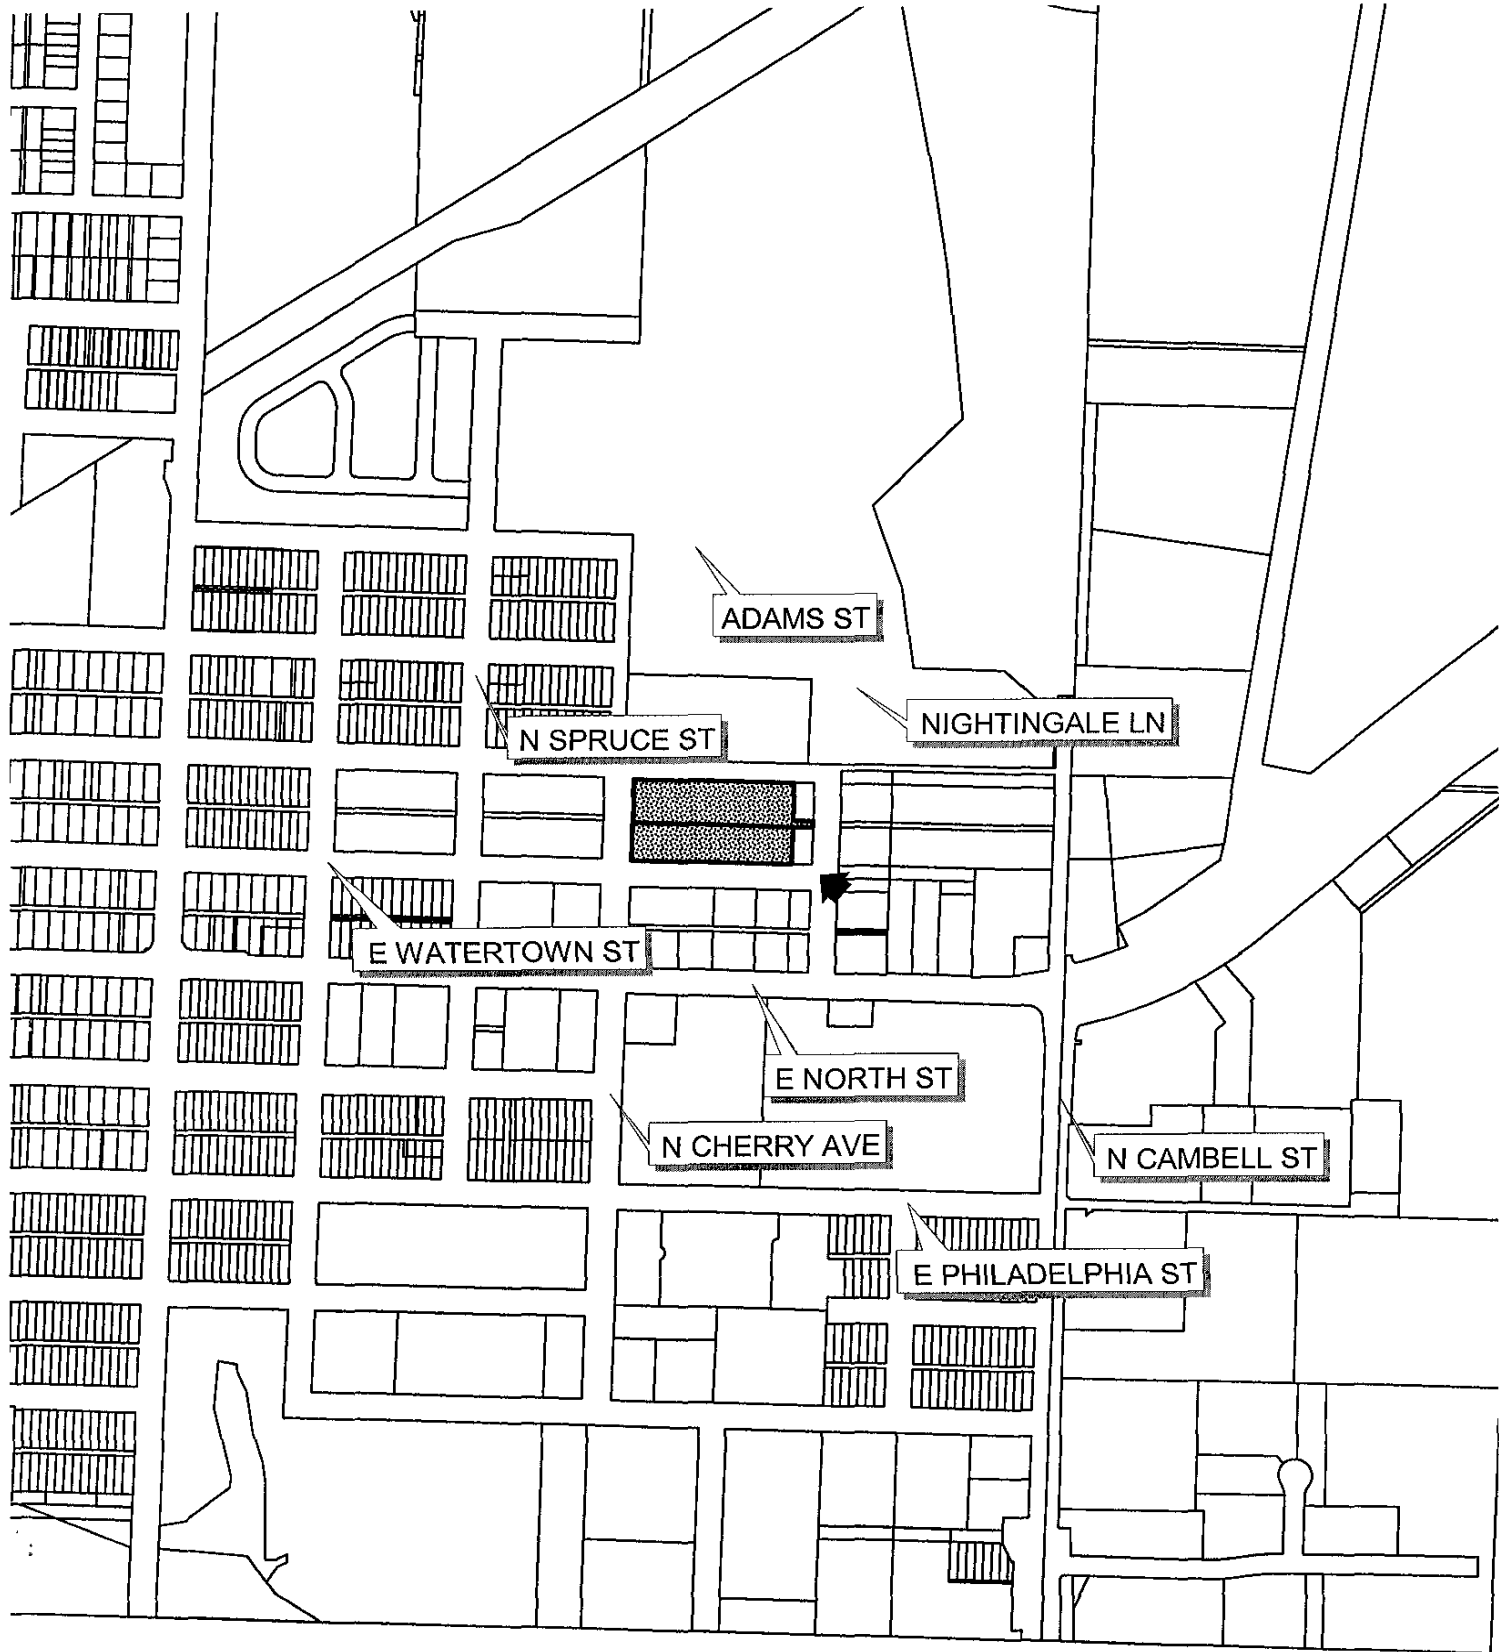 ADAMS ST
NIGHTINGALE LN
N SPRUCE ST
E WATERTOWN ST
E NORTH ST
N CHERRY AVE
N CAMBELL ST
E PHILADELPHIA ST